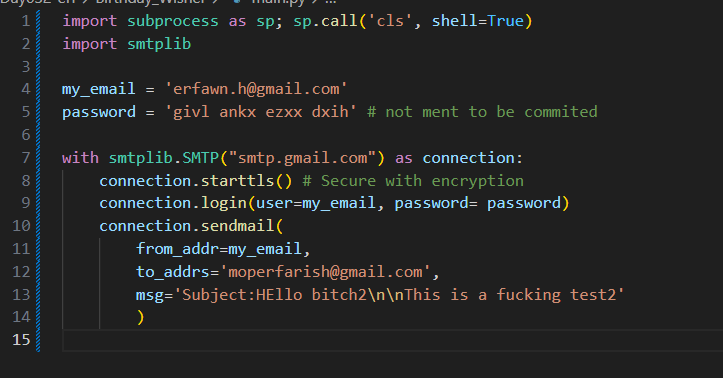 Day032-en > Birthday_Wisher > main.py > ...
1 import subprocess as sp; sp.call('cls', shell=True)
2 import smtplib
3
4 my_email = 'erfawn.h@gmail.com'
5 password = 'givl ankx ezxx dxih' # not ment to be commited
6
7 with smtplib.SMTP("smtp.gmail.com") as connection:
8 connection.starttls() # Secure with encryption
9 connection.login(user=my_email, password= password)
10 connection.sendmail(
11 from_addr=my_email,
12 to_addrs='moperfarish@gmail.com',
13 msg='Subject:HEllo bitch2\n\nThis is a fucking test2'
14 )
15